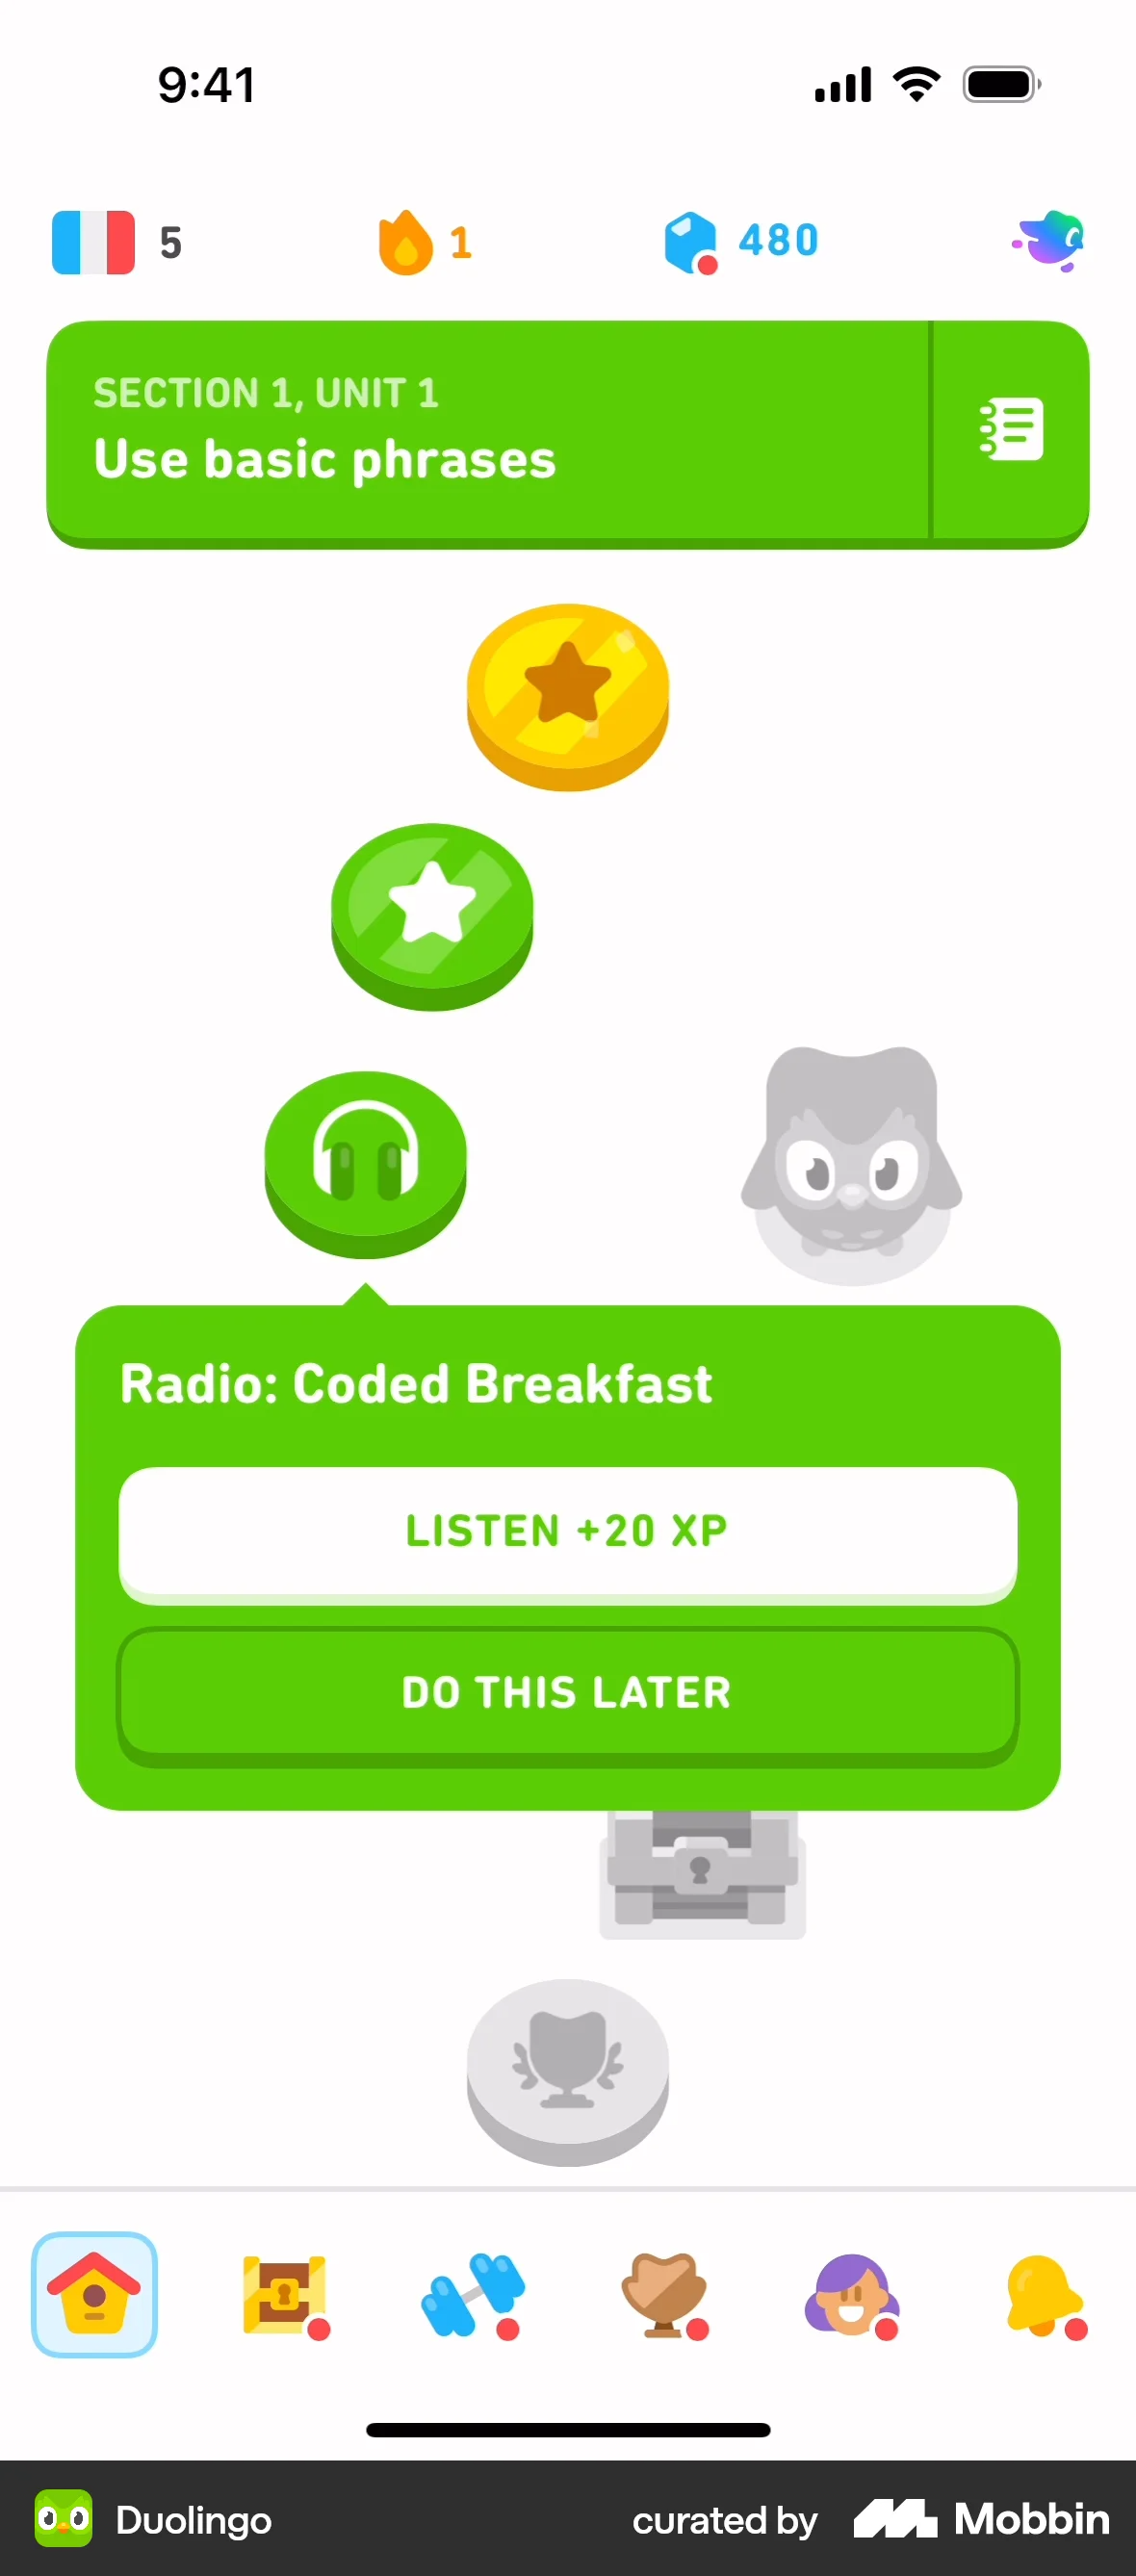 9:41
5
1
480
SECTION 1, UNIT 1
Use basic phrases
Radio: Coded Breakfast
LISTEN +20 XP
DO THIS LATER
Duolingo
curated by Mobbin